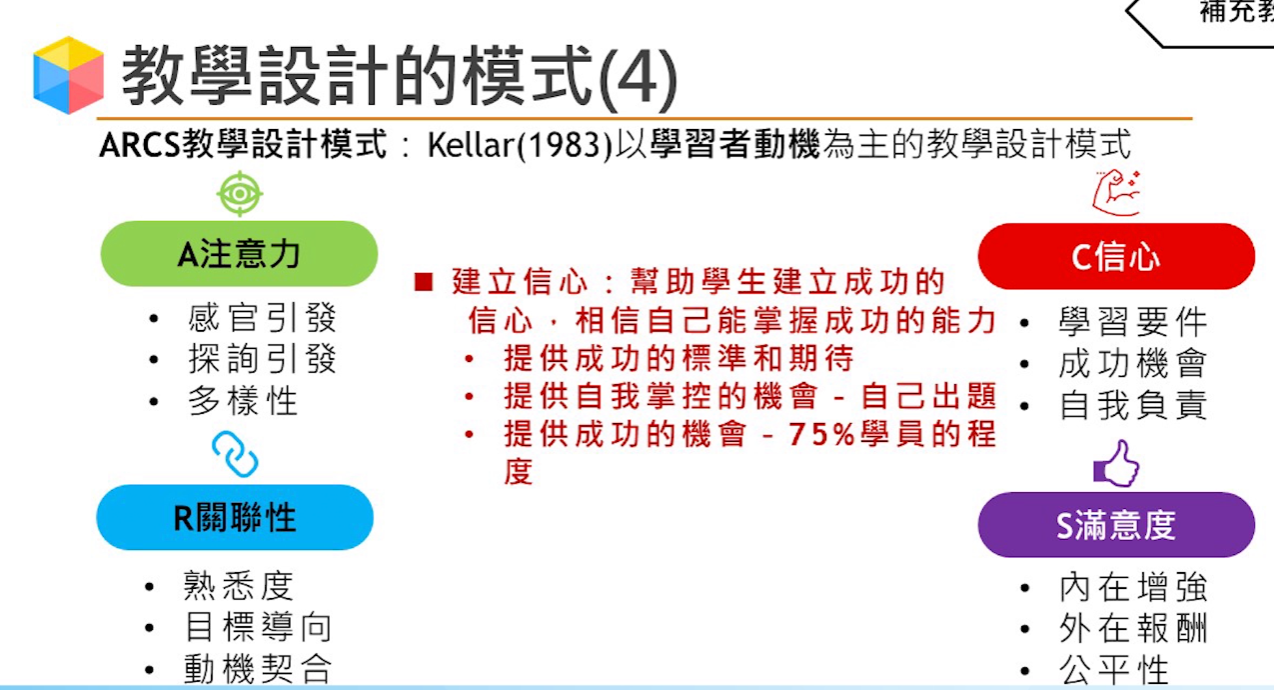 補充教
教學設計的模式(4)
ARCS教學設計模式：Kellar(1983)以學習者動機為主的教學設計模式
A注意力
• 感官引發
• 探詢引發
• 多樣性
R關聯性
• 熟悉度
• 目標導向
• 動機契合
■ 建立信心：幫助學生建立成功的
信心，相信自己能掌握成功的能力
• 提供成功的標準和期待
• 提供自我掌控的機會－自己出題
• 提供成功的機會－75%學員的程
度
C信心
• 學習要件
• 成功機會
• 自我負責
S滿意度
• 內在增強
• 外在報酬
• 公平性